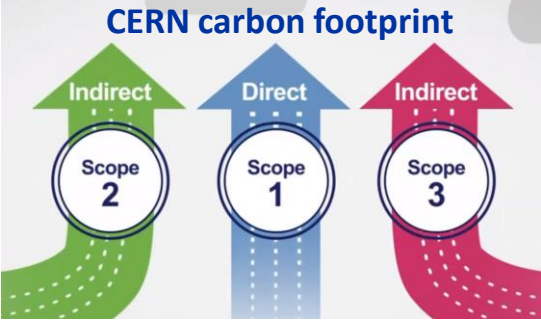 CERN carbon footprint
Indirect
Direct
Indirect
Scope
2
Scope
1
Scope
3